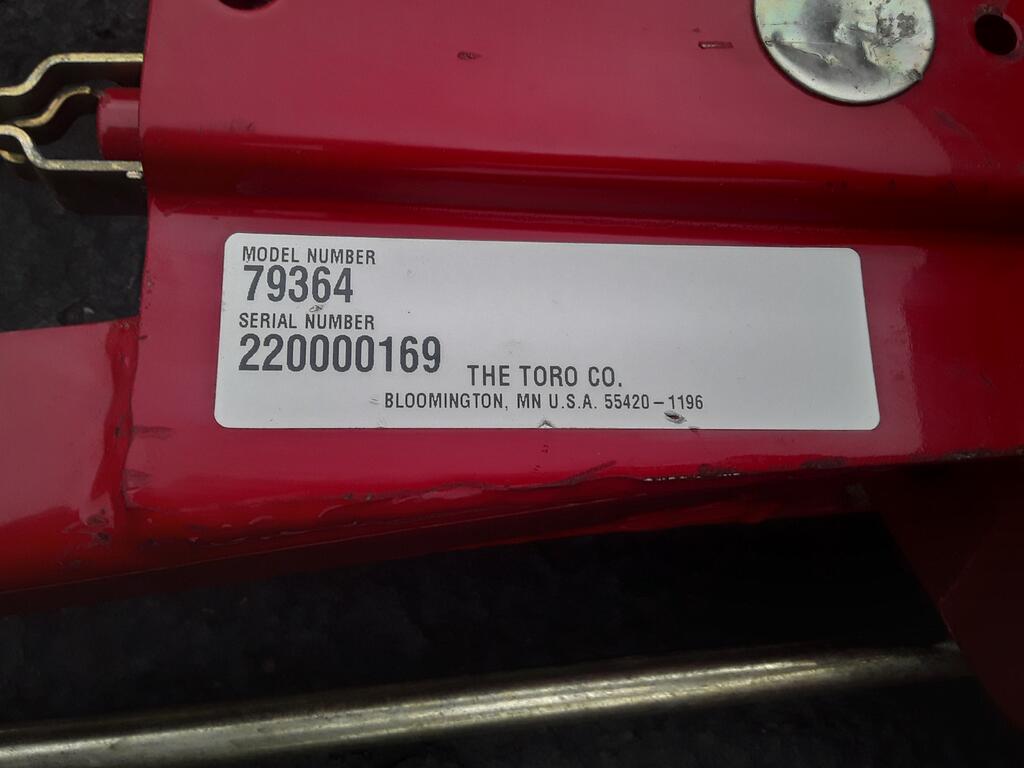 MODEL NUMBER
79364
SERIAL NUMBER
220000169
THE TORO CO.
BLOOMINGTON, MN U.S.A. 55420-1196